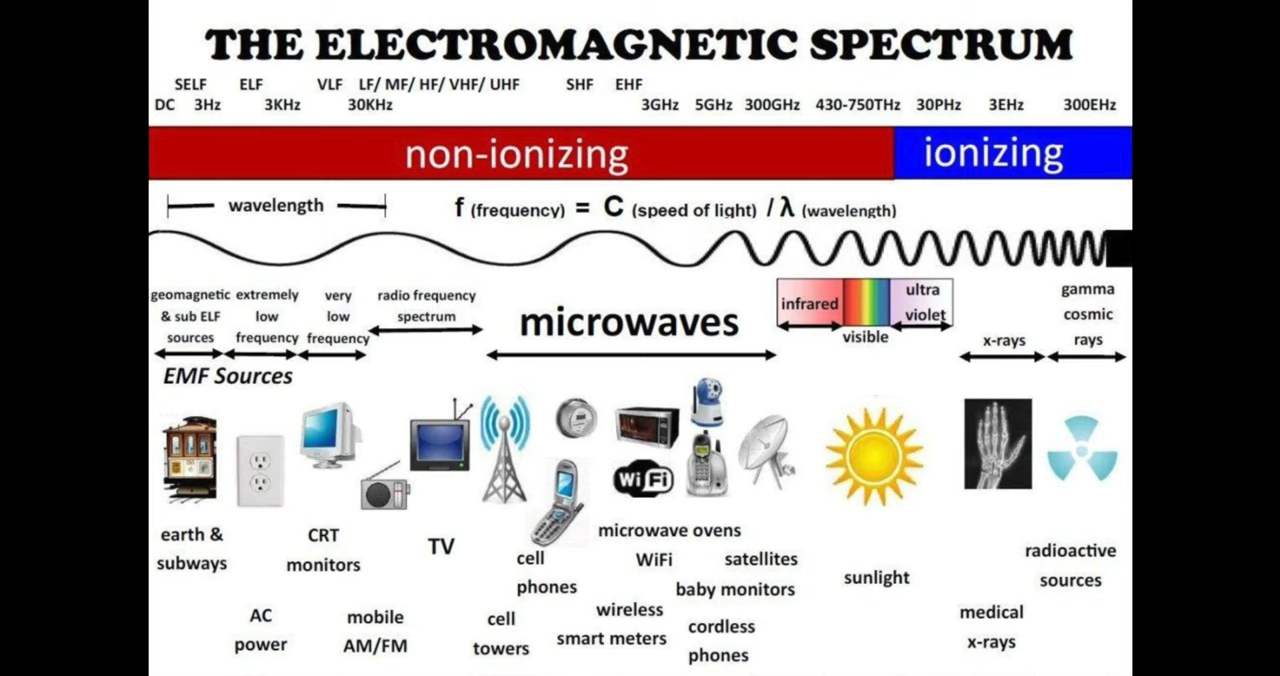 THE ELECTROMAGNETIC SPECTRUM
SELF ELF VLF LF/ MF/ HF/ VHF/ UHF SHF EHF
DC 3Hz 3KHz 30KHz 3GHz 5GHz 300GHz 430-750THz 30PHz 3EHz 300EHz
non-ionizing ionizing
wavelength f (frequency) = C (speed of light) / λ (wavelength)
geomagnetic
& sub ELF
sources
extremely
low
frequency
very
low
frequency
radio frequency
spectrum
microwaves
infrared
visible
ultra
violet
x-rays
gamma
cosmic
rays
EMF Sources
WiFi
earth &
subways
AC
power
CRT
monitors
mobile
AM/FM
TV
cell
towers
cell
phones
microwave ovens
WiFi
wireless
smart meters
satellites
baby monitors
cordless
phones
sunlight
medical
x-rays
radioactive
sources